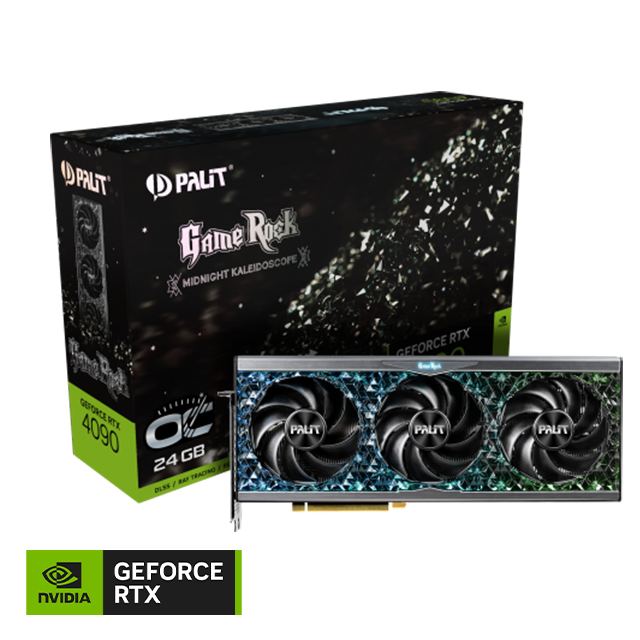 PALiT®
GEFORCE RTX
4090
PALiT®
GameRock
MIDNIGHT KALEIDOSCOPE
OC
24 GB
DLSS / RAY TRACING /
GEFORCE RTX
GameRock
PALiT
PALiT
PALiT
NVIDIA
GEFORCE
RTX